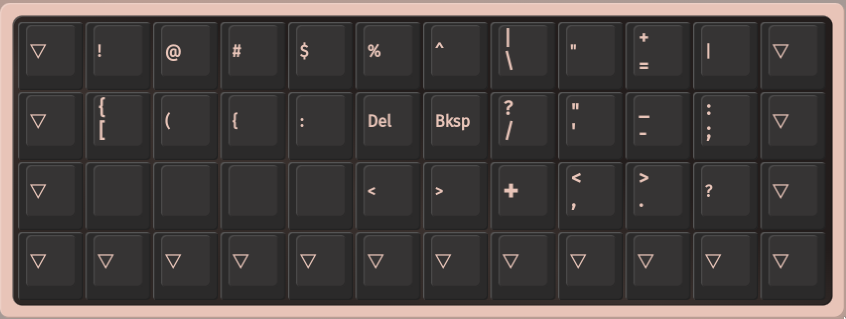 ▽ ! @ # $ % ^ | \ " + = | ▽
▽ { [ ( { : Del Bksp ? / " ' _ - : ; ▽
▽ < > + < , > . ? ▽
▽ ▽ ▽ ▽ ▽ ▽ ▽ ▽ ▽ ▽ ▽ ▽